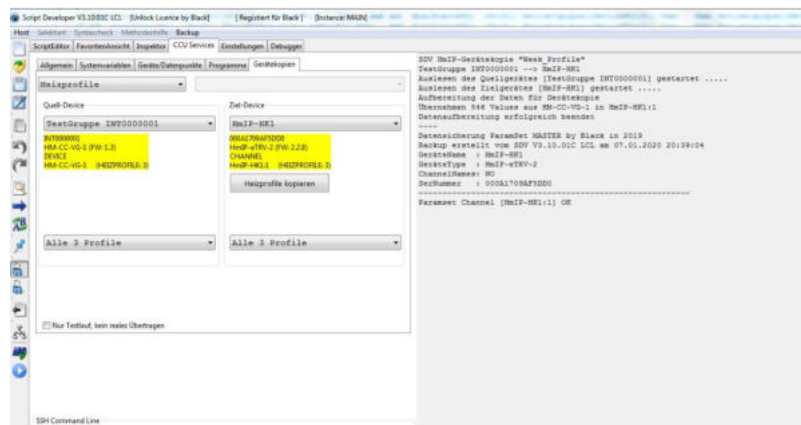 Script Developer V3.10.01C LCL [Unlock Licence by Black] [Registiert für Black] [Instance: MAIN]
Host Selektiert Syntaxcheck Methodenhilfe Backup
ScriptEditor FavoritenAnsicht Inspektor CCU Services Einstellungen Debugger
Allgemein Systemvariablen Geräte/Datenpunkte Programme Gerätekopien
Heizprofile
Quell-Device
Ziel-Device
TestGruppe INT0000001
HmIP-HK1
INT0000001
HM-CC-VG-1 (FW: 1.3)
DEVICE
HM-CC-VG-1 (HEIZPROFILE: 3)
000A1709AF5DD0
HmIP-eTRV-2 (FW: 2.2.8)
CHANNEL
HmIP-HK1:1 (HEIZPROFILE: 3)
Heizprofile kopieren
Alle 3 Profile
Alle 3 Profile
Nur Testlauf, kein reales Übertragen
SSH Command Line
SDV HmIP-Gerätekopie "Week_Profile"
TestGruppe INT0000001 --> HmIP-HK1
Auslesen des Quellgerätes [TestGruppe INT0000001] gestartet .....
Auslesen des Zielgerätes [HmIP-HK1] gestartet .....
Aufbereitung der Daten für Gerätekopie
Übernehmen 546 Values aus HM-CC-VG-1 in HmIP-HK1:1
Datenaufbereitung erfolgreich beendet
----
Datensicherung ParamSet MASTER by Black in 2019
Backup erstellt vom SDV V3.10.01C LCL am 07.01.2020 20:39:04
GeräteName : HmIP-HK1
GeräteType : HmIP-eTRV-2
ChannelNames: NO
SerNummer : 000A1709AF5DD0
----------------------------------------------------------------
Paramset Channel [HmIP-HK1:1] OK